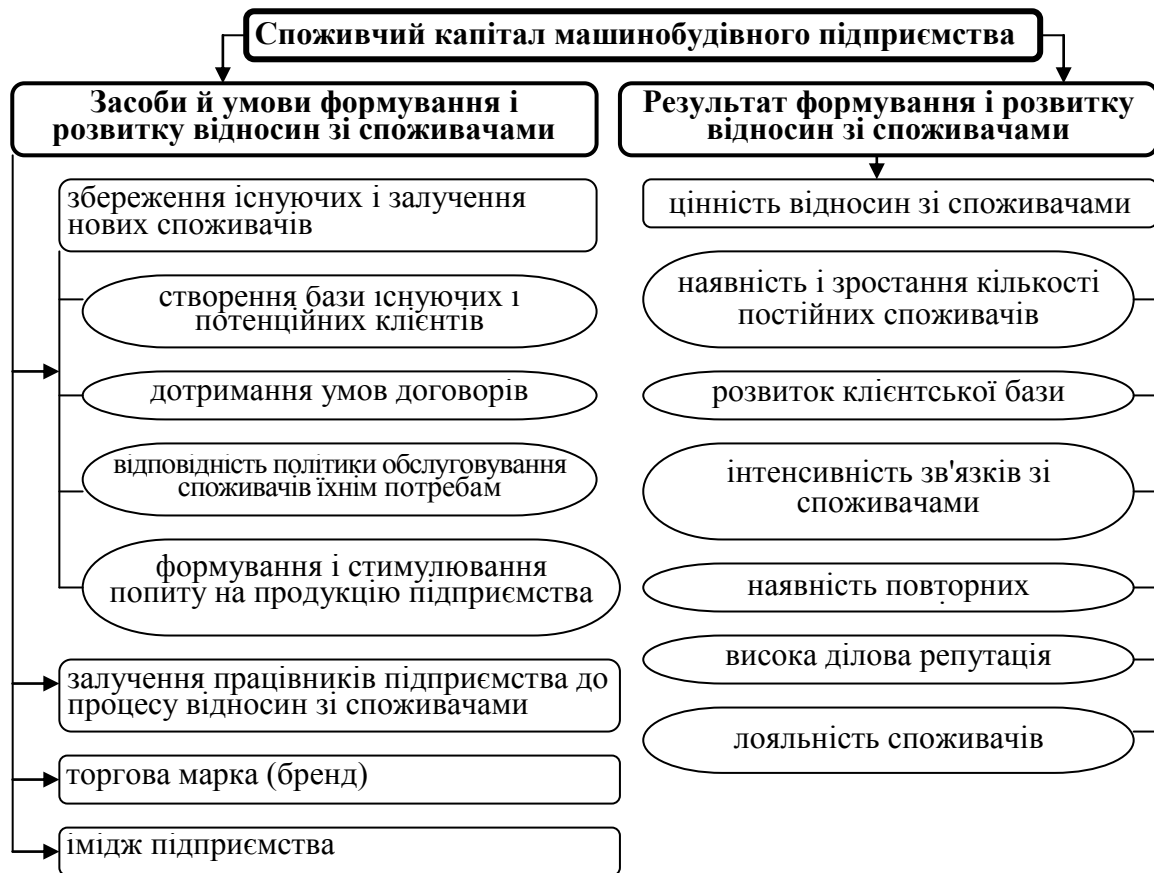 Споживчий капітал машинобудівного підприємства
Засоби й умови формування і
розвитку відносин зі споживачами
збереження існуючих і залучення
нових споживачів
створення бази існуючих і
потенційних клієнтів
дотримання умов договорів
відповідність політики обслуговування
споживачів їхнім потребам
формування і стимулювання
попиту на продукцію підприємства
залучення працівників підприємства до
процесу відносин зі споживачами
торгова марка (бренд)
імідж підприємства
Результат формування і розвитку
відносин зі споживачами
цінність відносин зі споживачами
наявність і зростання кількості
постійних споживачів
розвиток клієнтської бази
інтенсивність зв'язків зі
споживачами
наявність повторних
висока ділова репутація
лояльність споживачів